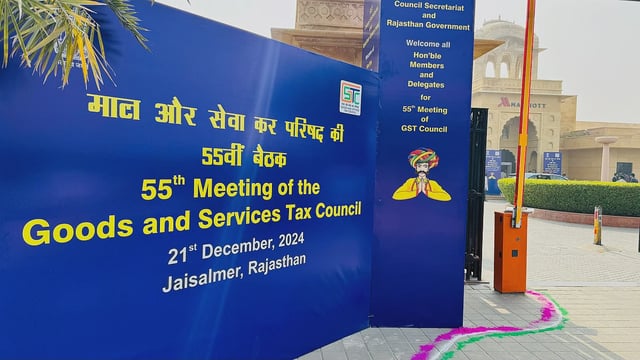 माल और सेवा कर परिषद की
55वीं बैठक
55th Meeting of the
Goods and Services Tax Council
21st December, 2024
Jaisalmer, Rajasthan
Council Secretariat
and
Rajasthan Government
Welcome all
Hon'ble
Members
and
Delegates
for
55th Meeting of
GST Council
MARRIOTT